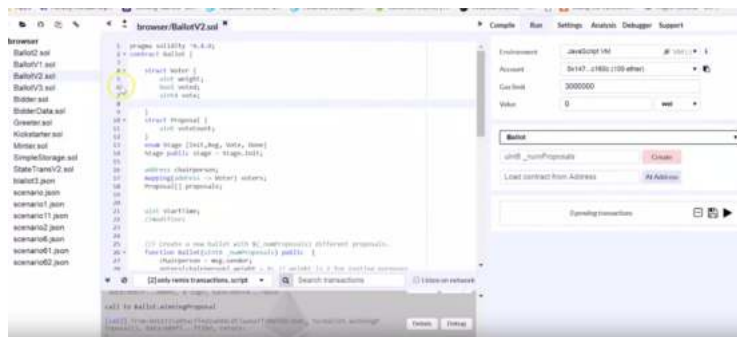 browser/BallotV2.sol
Compile Run Settings Analysis Debugger Support
browser
Ballot2.sol
BallotV1.sol
BallotV2.sol
BallotV3.sol
Bidder.sol
BidderData.sol
Greeter.sol
Kickstarter.sol
Minter.sol
SimpleStorage.sol
StateTransV2.sol
blallot3.json
scenario.json
scenario1.json
scenario11.json
scenario2.json
scenario6.json
scenario61.json
scenario62.json
pragma solidity ^0.4.0;
contract Ballot {
struct Voter {
uint weight;
bool voted;
uint8 vote;
}
struct Proposal {
uint voteCount;
}
enum Stage {Init,Reg, Vote, Done}
Stage public stage = Stage.Init;
address chairperson;
mapping(address => Voter) voters;
Proposal[] proposals;
uint startTime;
//modifiers
/// Create a new ballot with $(_numProposals) different proposals.
function Ballot(uint8 _numProposals) public {
chairperson = msg.sender;
Environment JavaScript VM
Account
Gas limit 3000000
Value 0 wei
Ballot
uint8 _numProposals Create
Load contract from Address At Address
0 pending transactions
[2] only remix transactions, script Search transactions Listen on network
call to Ballot.winningProposal
Details Debug